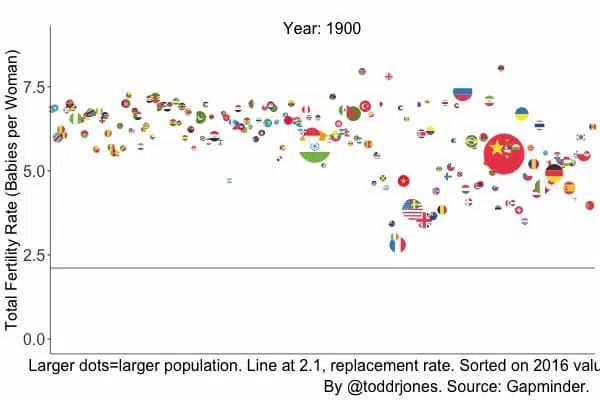 Year: 1900
Total Fertility Rate (Babies per Woman)
7.5
5.0
2.5
0.0
Larger dots=larger population. Line at 2.1, replacement rate. Sorted on 2016 valu
By @toddrjones. Source: Gapminder.